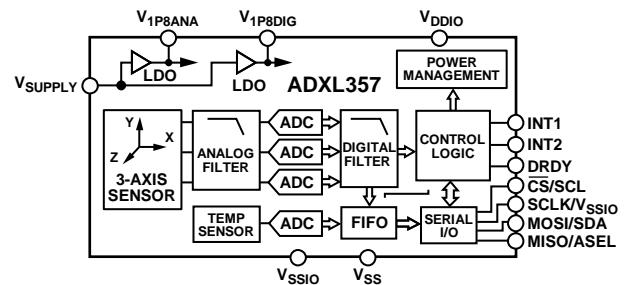 V1P8ANA
V1P8DIG
VDDIO
VSUPPLY
LDO
LDO
ADXL357
POWER
MANAGEMENT
Y
X
Z
3-AXIS
SENSOR
ANALOG
FILTER
ADC
ADC
ADC
DIGITAL
FILTER
CONTROL
LOGIC
INT1
INT2
DRDY
CS/SCL
SCLK/VSSIO
MOSI/SDA
MISO/ASEL
TEMP
SENSOR
ADC
FIFO
SERIAL
I/O
VSSIO
VSS